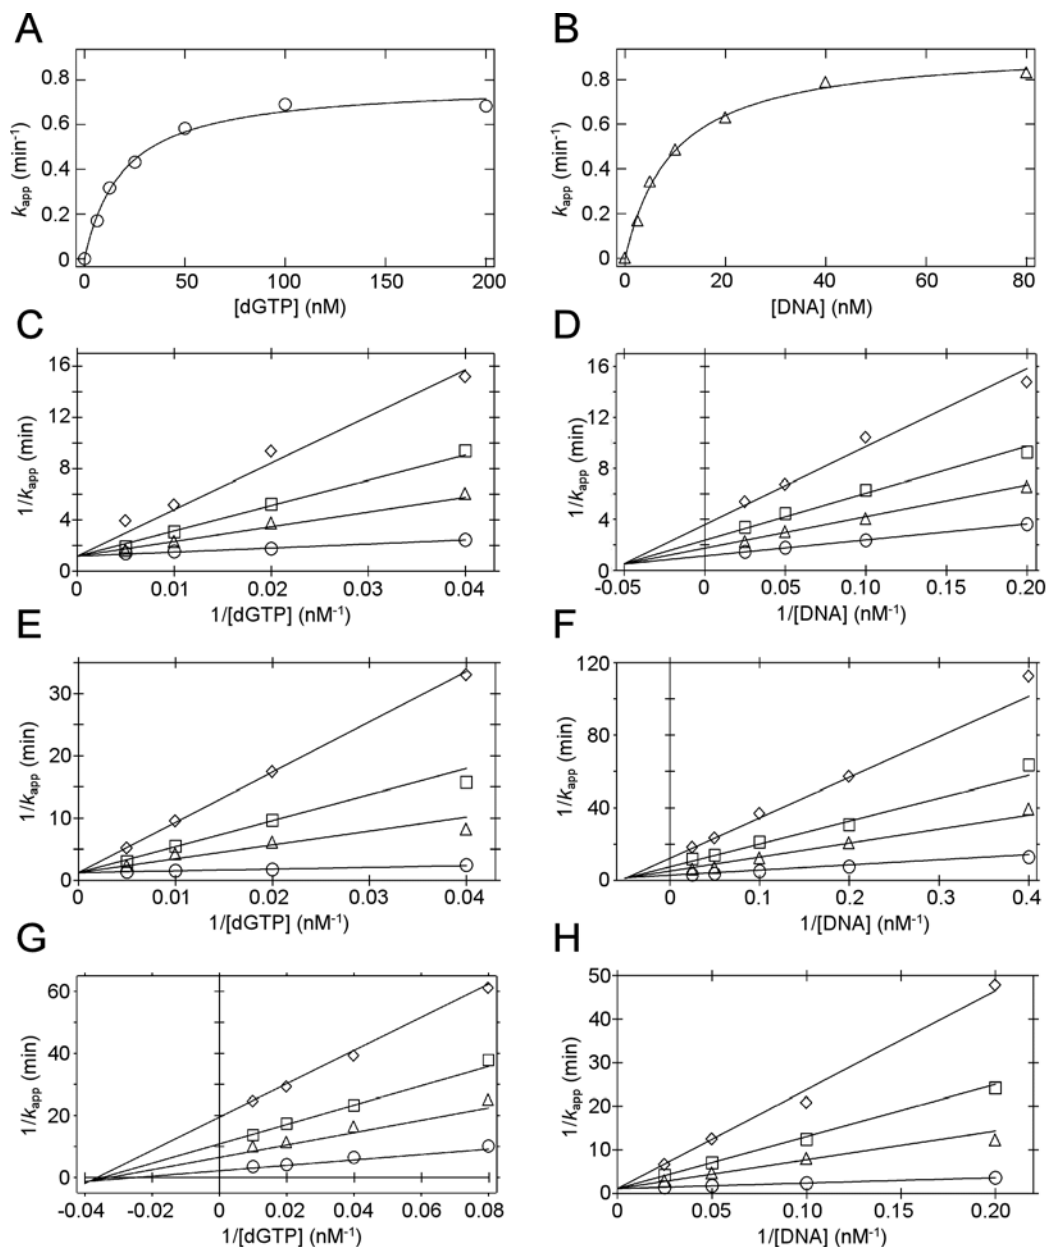 A
0.8
0.6
0.4
0.2
0
k_app (min⁻¹)
0 50 100 150 200
[dGTP] (nM)
B
0.8
0.6
0.4
0.2
0
k_app (min⁻¹)
0 20 40 60 80
[DNA] (nM)
C
16
12
8
4
0
1/k_app (min)
0 0.01 0.02 0.03 0.04
1/[dGTP] (nM⁻¹)
D
16
12
8
4
0
1/k_app (min)
-0.05 0 0.05 0.10 0.15 0.20
1/[DNA] (nM⁻¹)
E
30
20
10
0
1/k_app (min)
0 0.01 0.02 0.03 0.04
1/[dGTP] (nM⁻¹)
F
120
80
40
0
1/k_app (min)
0 0.1 0.2 0.3 0.4
1/[DNA] (nM⁻¹)
G
60
40
20
0
1/k_app (min)
-0.04 -0.02 0 0.02 0.04 0.06 0.08
1/[dGTP] (nM⁻¹)
H
50
40
30
20
10
0
1/k_app (min)
0 0.05 0.10 0.15 0.20
1/[DNA] (nM⁻¹)